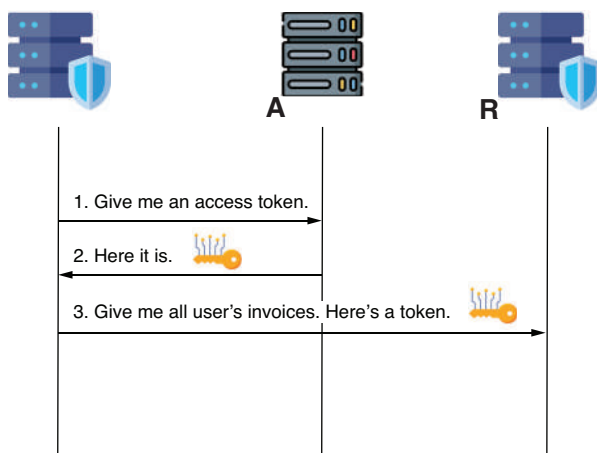 A
R
1. Give me an access token.
2. Here it is.
3. Give me all user's invoices. Here's a token.